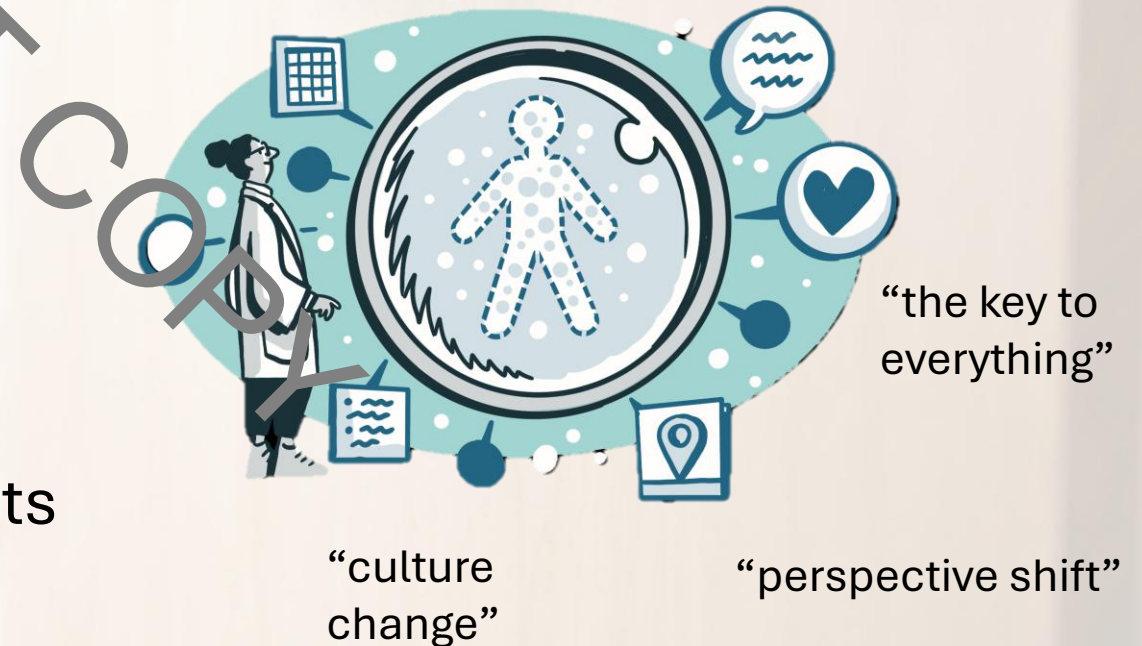 T COPY
“the key to
everything”
ts
“culture
change”
“perspective shift”